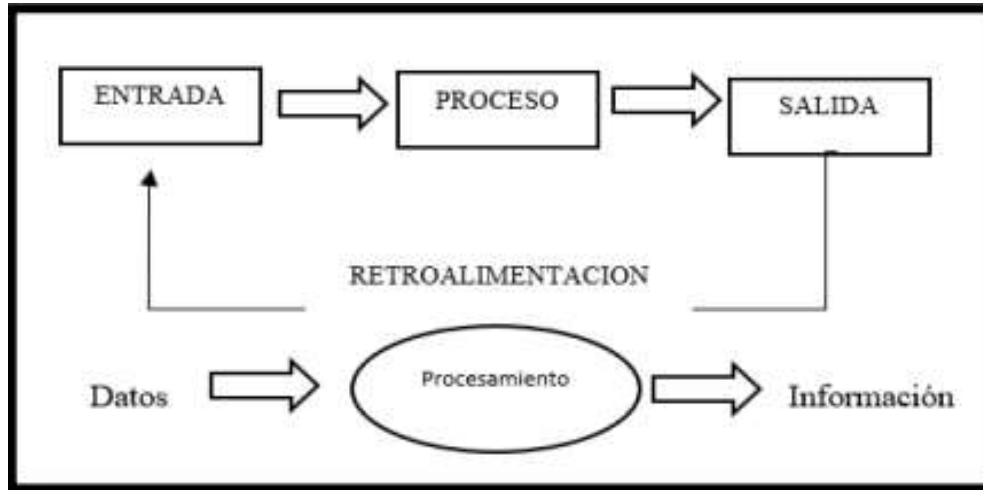 ENTRADA
PROCESO
SALIDA
RETROALIMENTACION
Datos
Procesamiento
Información